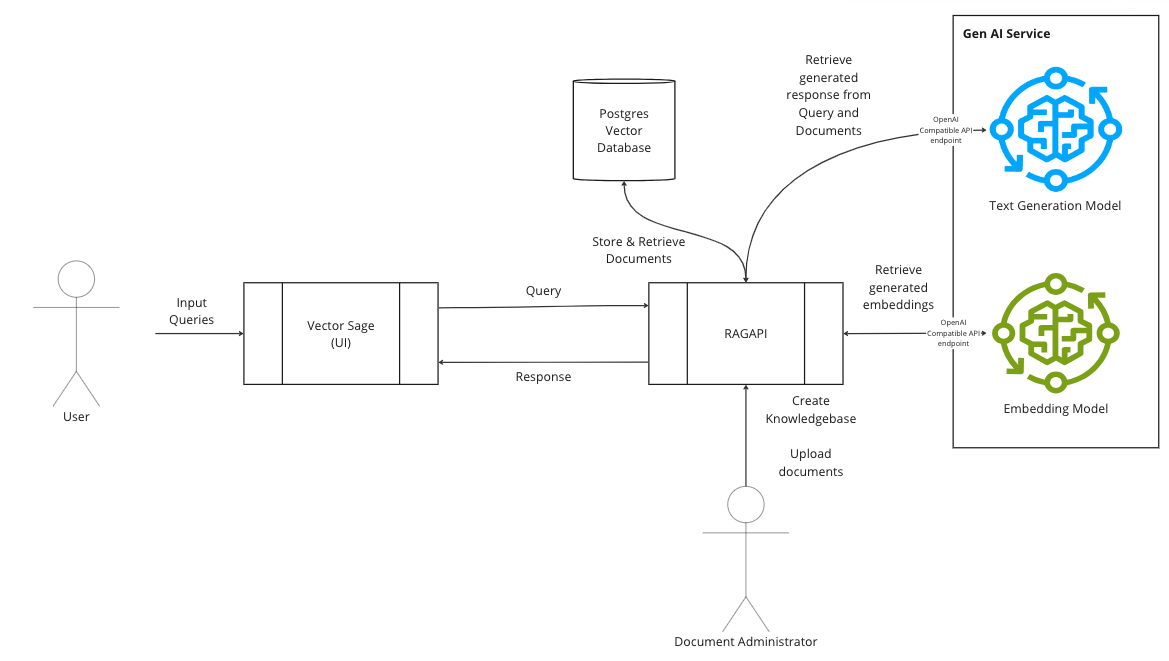 Gen AI Service
Retrieve
generated
response from
Query and
Documents
OpenAI
Compatible API
endpoint
Text Generation Model
Postgres
Vector
Database
Store & Retrieve
Documents
Retrieve
generated
embeddings
OpenAI
Compatible API
endpoint
Embedding Model
Input
Queries
User
Vector Sage
(UI)
Query
Response
RAGAPI
Create
Knowledgebase
Upload
documents
Document Administrator